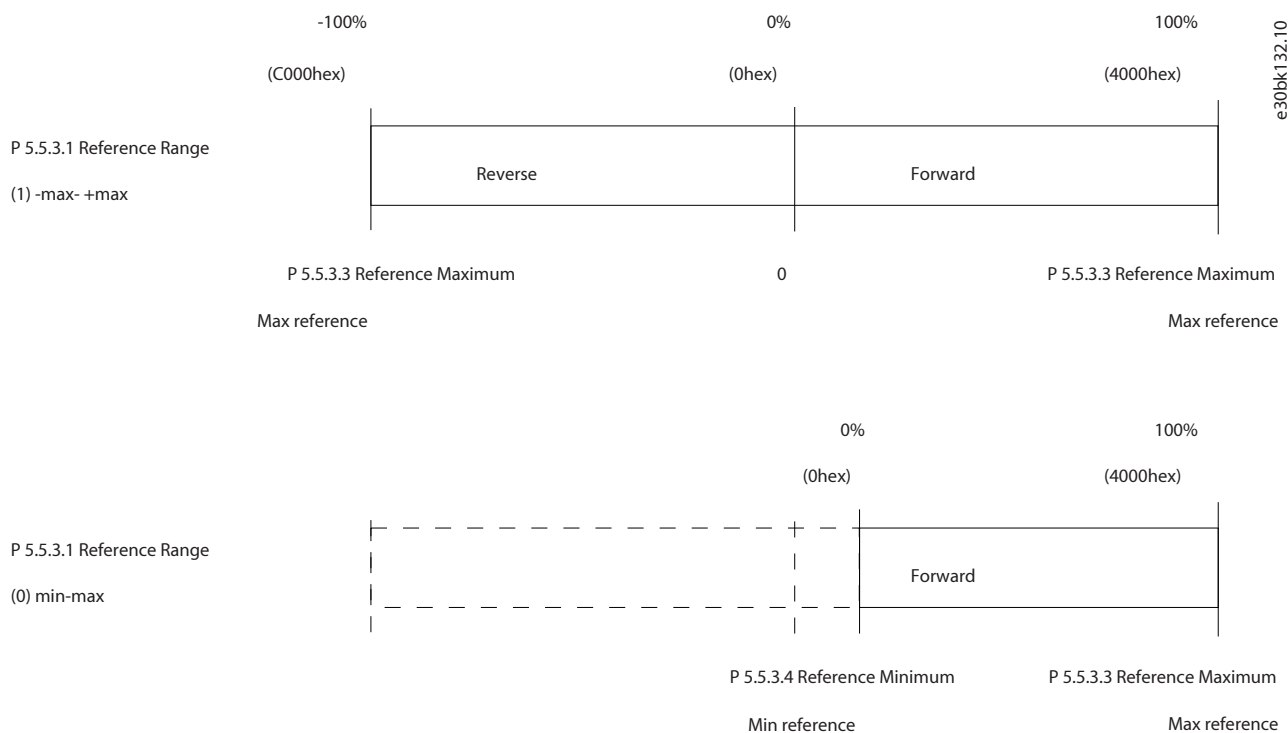 -100% 0% 100%
(C000hex) (0hex) (4000hex)
e30bk132.10
P 5.5.3.1 Reference Range
(1) -max- +max
Reverse Forward
P 5.5.3.3 Reference Maximum 0 P 5.5.3.3 Reference Maximum
Max reference Max reference
0% 100%
(0hex) (4000hex)
P 5.5.3.1 Reference Range
(0) min-max
Forward
P 5.5.3.4 Reference Minimum P 5.5.3.3 Reference Maximum
Min reference Max reference